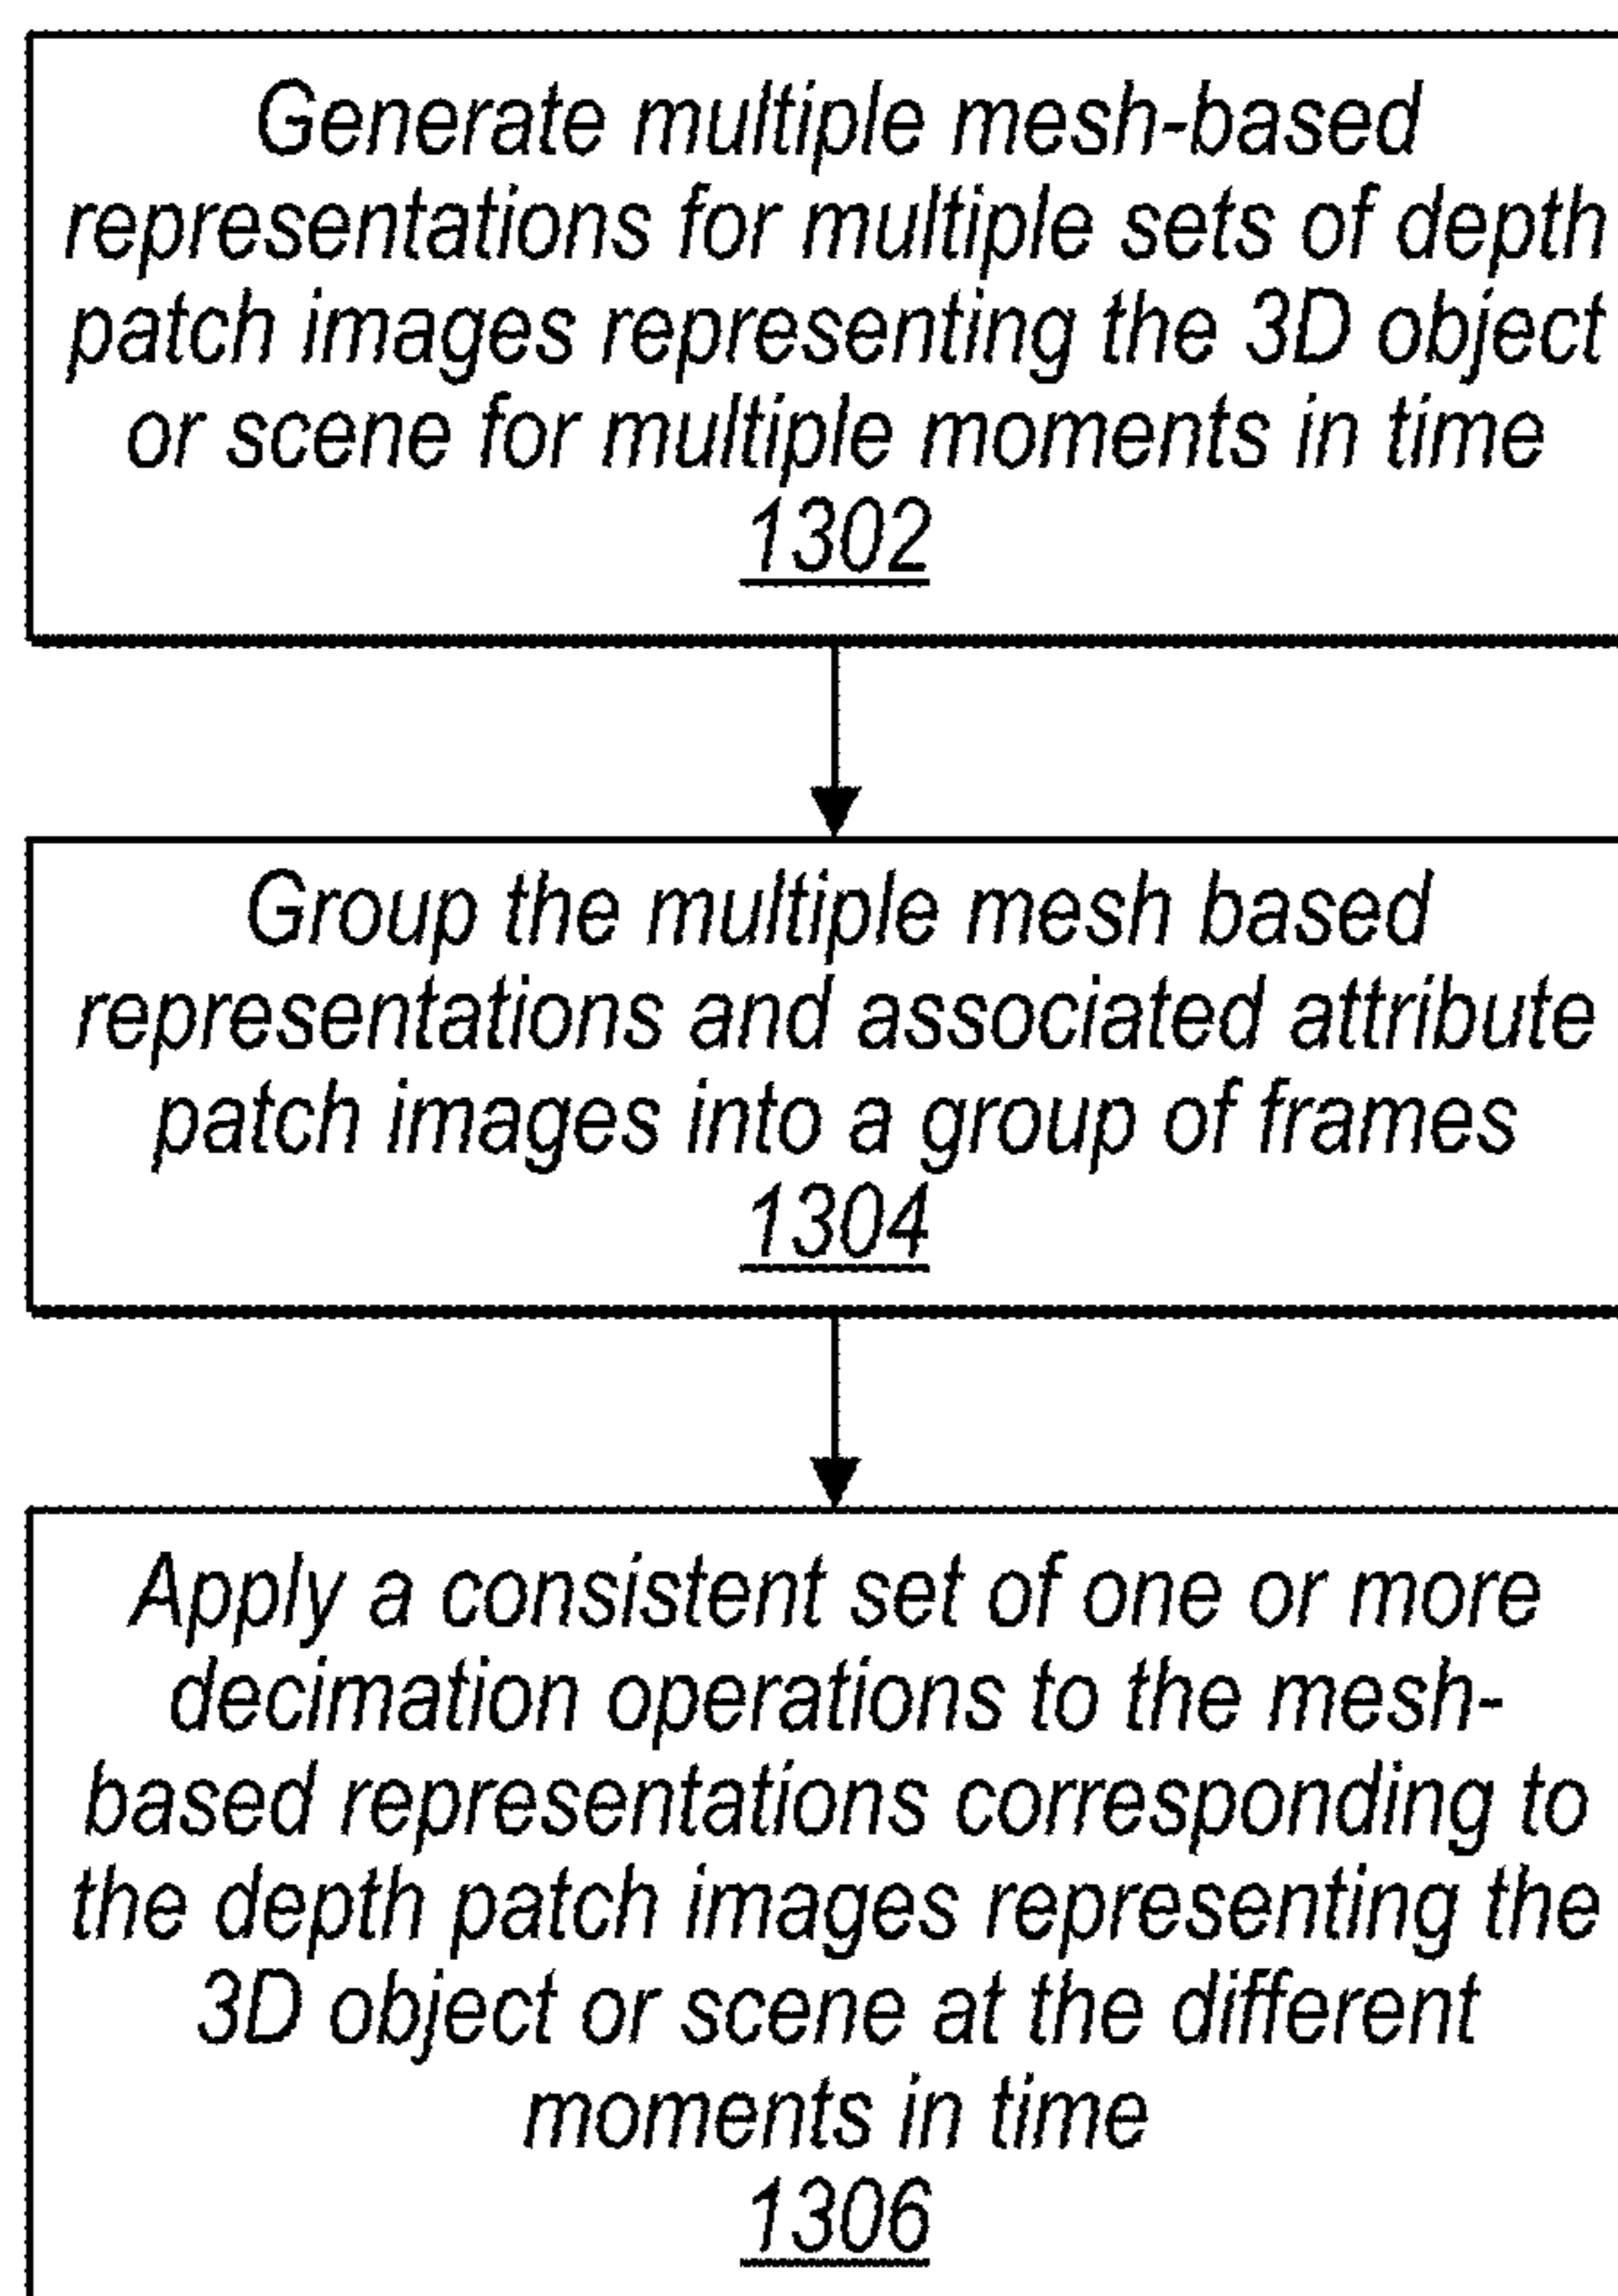 Generate multiple mesh-based
representations for multiple sets of depth
patch images representing the 3D object
or scene for multiple moments in time
1302
Group the multiple mesh based
representations and associated attribute
patch images into a group of frames
1304
Apply a consistent set of one or more
decimation operations to the mesh-
based representations corresponding to
the depth patch images representing the
3D object or scene at the different
moments in time
1306